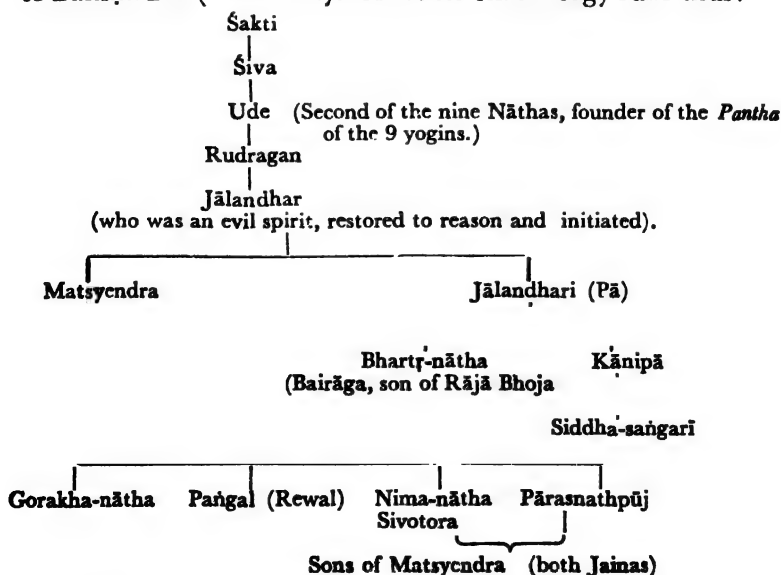 Śakti
Śiva
Ude (Second of the nine Nāthas, founder of the Pantha
of the 9 yogins.)
Rudragan
Jālandhar
(who was an evil spirit, restored to reason and initiated).
Matsyendra Jālandhari (Pā)
Bhartṛ-nātha Kāṇipā
(Bairāga, son of Rājā Bhoja
Siddha-saṅgarī
Gorakha-nātha Paṅgal (Rewal) Nima-nātha Pārasnathpūj
Sivotora
Sons of Matsyendra (both Jainas)